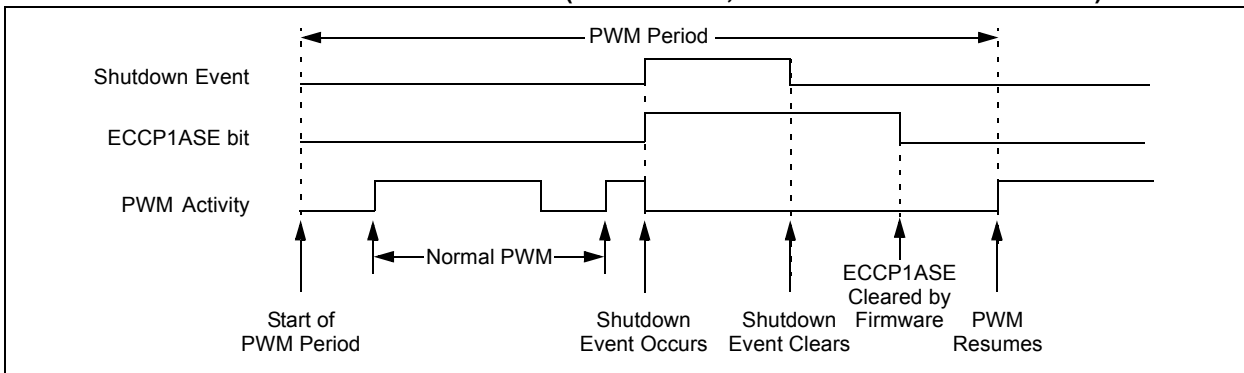 PWM Period
Shutdown Event
ECCP1ASE bit
PWM Activity
Normal PWM
Start of
PWM Period
Shutdown
Event Occurs
Shutdown
Event Clears
ECCP1ASE
Cleared by
Firmware
PWM
Resumes